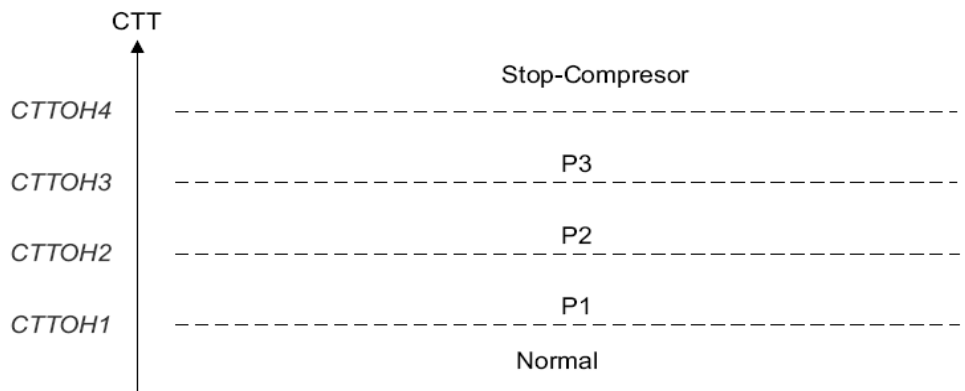 CTT
Stop-Compresor
CTTOH4
P3
CTTOH3
P2
CTTOH2
P1
CTTOH1
Normal